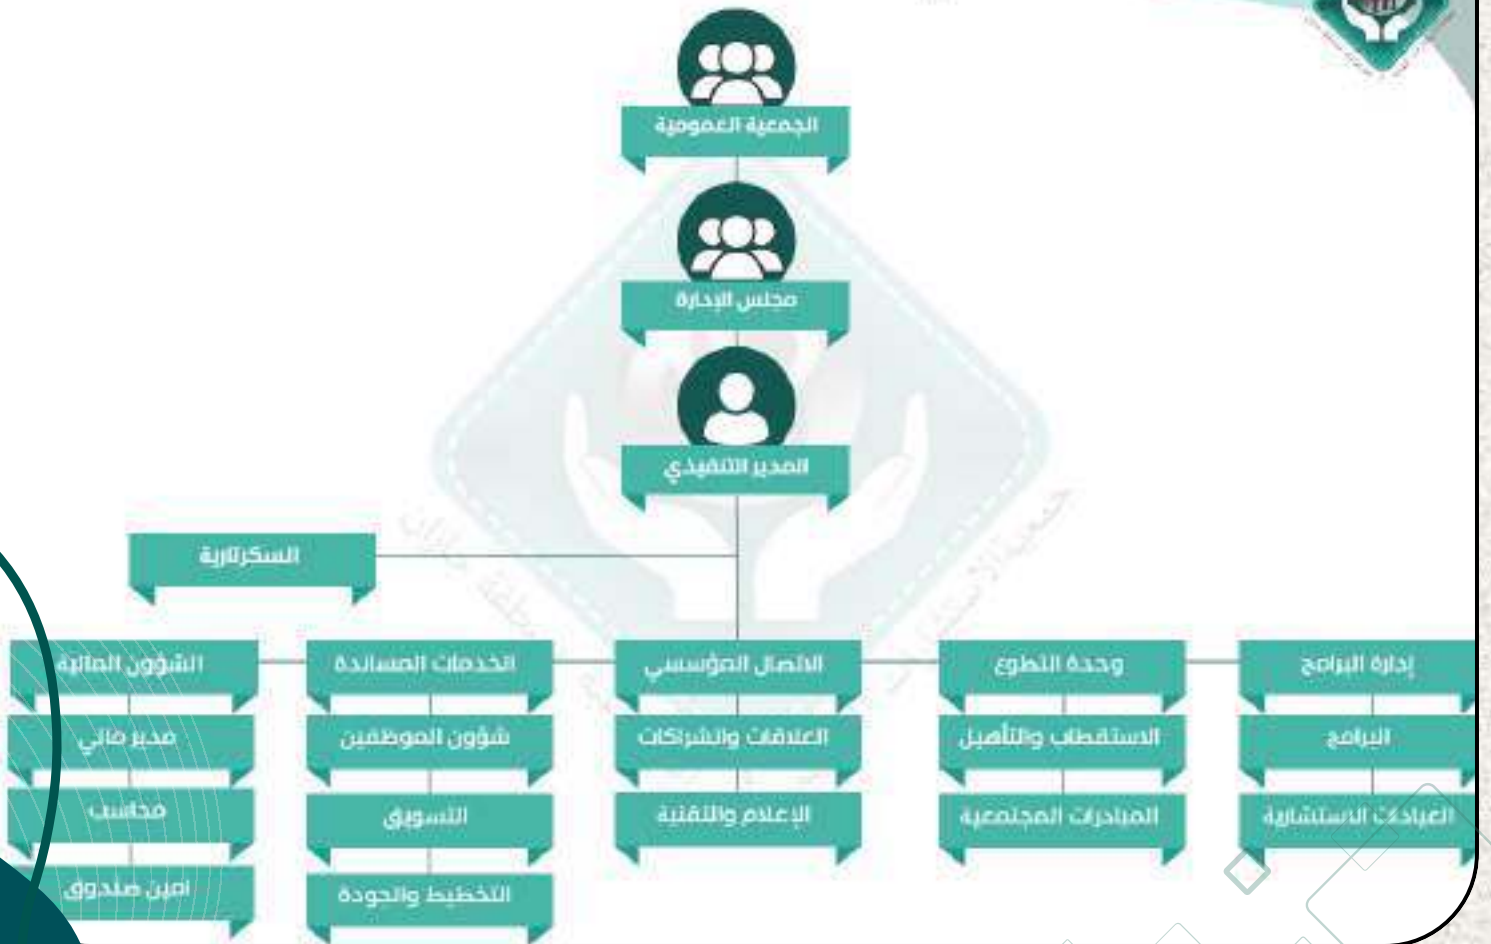 الجمعية العمومية
مجلس الإدارة
المدير التنفيذي
السكرتارية
إدارة البرامج
وحدة التطوع
الاتصال المؤسسي
الخدمات المساندة
الشؤون المالية
البرامج
الاستقطاب والتأهيل
العلاقات والشراكات
شؤون الموظفين
مدير مالي
العيادات الاستشارية
المبادرات المجتمعية
الإعلام والتقنية
التسويق
محاسب
التخطيط والجودة
امين صندوق